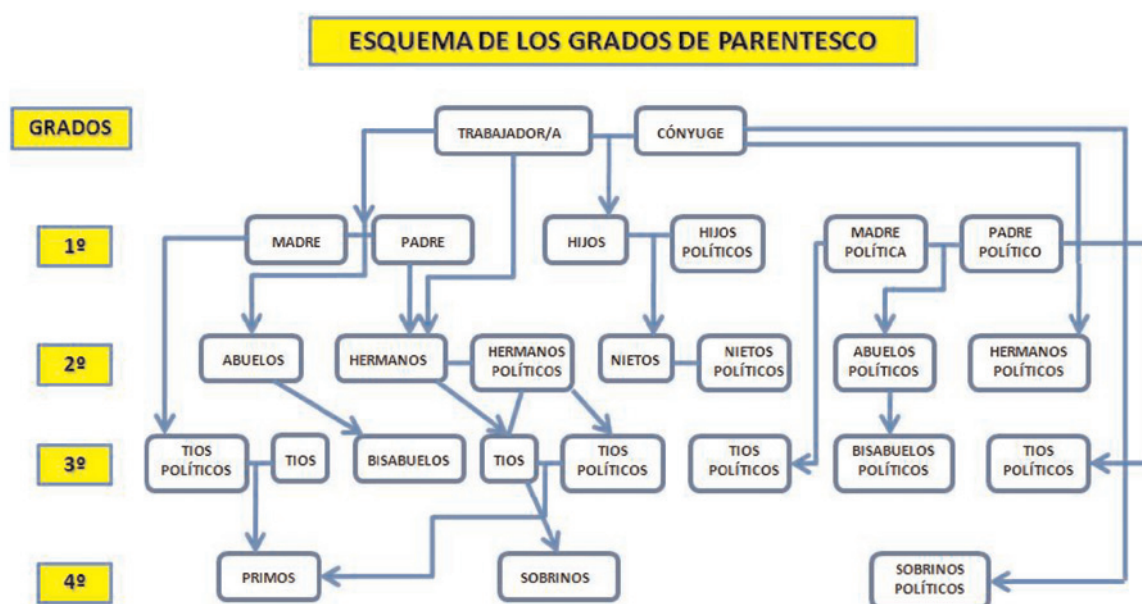 ESQUEMA DE LOS GRADOS DE PARENTESCO
GRADOS
TRABAJADOR/A
CÓNYUGE
1º
MADRE
PADRE
HIJOS
HIJOS
POLÍTICOS
MADRE
POLÍTICA
PADRE
POLÍTICO
2º
ABUELOS
HERMANOS
HERMANOS
POLÍTICOS
NIETOS
NIETOS
POLÍTICOS
ABUELOS
POLÍTICOS
HERMANOS
POLÍTICOS
3º
TIOS
POLÍTICOS
TIOS
BISABUELOS
TIOS
TIOS
POLÍTICOS
TIOS
POLÍTICOS
BISABUELOS
POLÍTICOS
TIOS
POLÍTICOS
4º
PRIMOS
SOBRINOS
SOBRINOS
POLÍTICOS